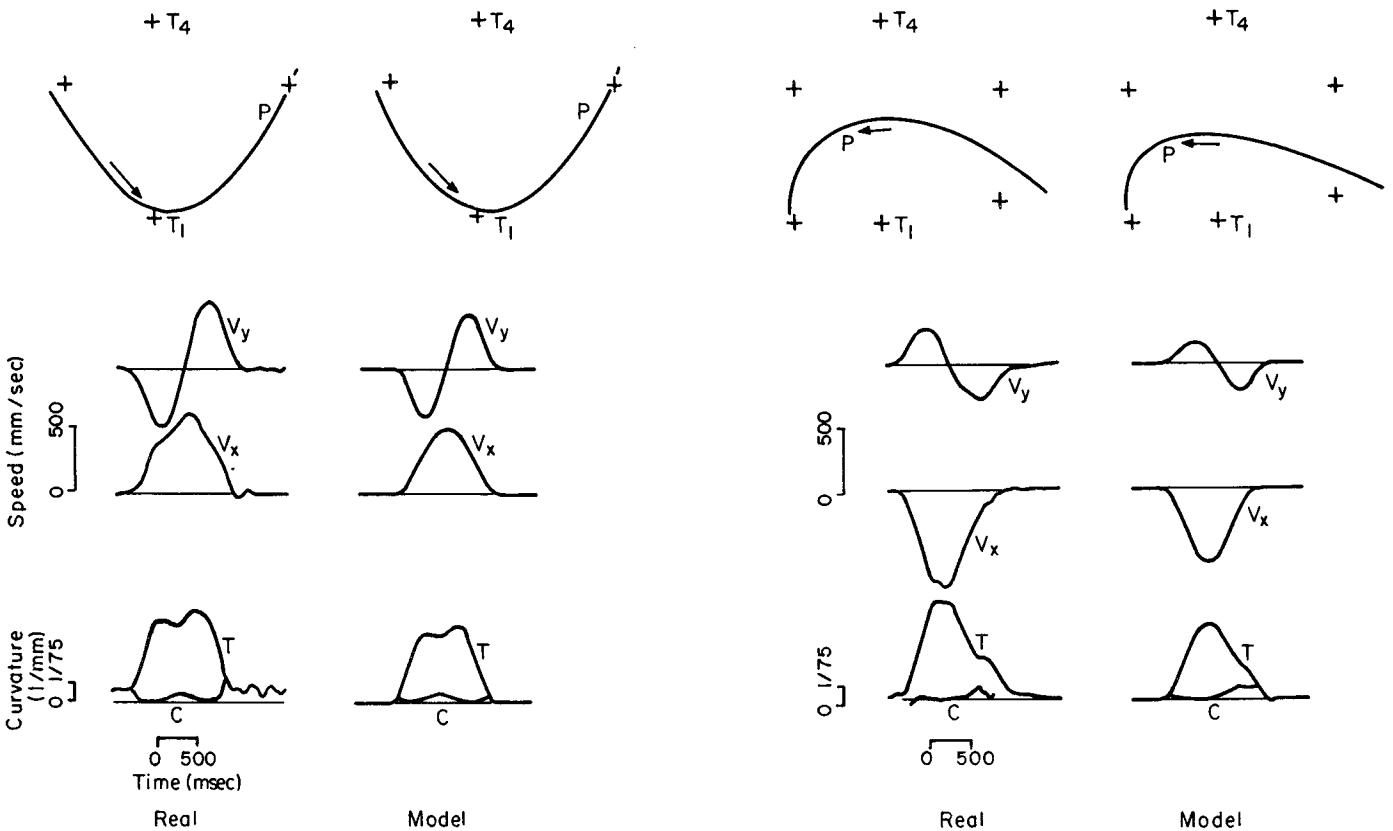 + T4
+ T4
+ T4
+ T4
P
P
P
P
+ T1
+ T1
+ T1
+ T1
Speed (mm/sec)
500
0
Vy
Vx
Vy
Vx
500
0
Vy
Vx
Vy
Vx
Curvature
(1/mm)
0 1/75
T
C
T
C
0 1/75
T
C
T
C
0 500
Time (msec)
0 500
Real
Model
Real
Model